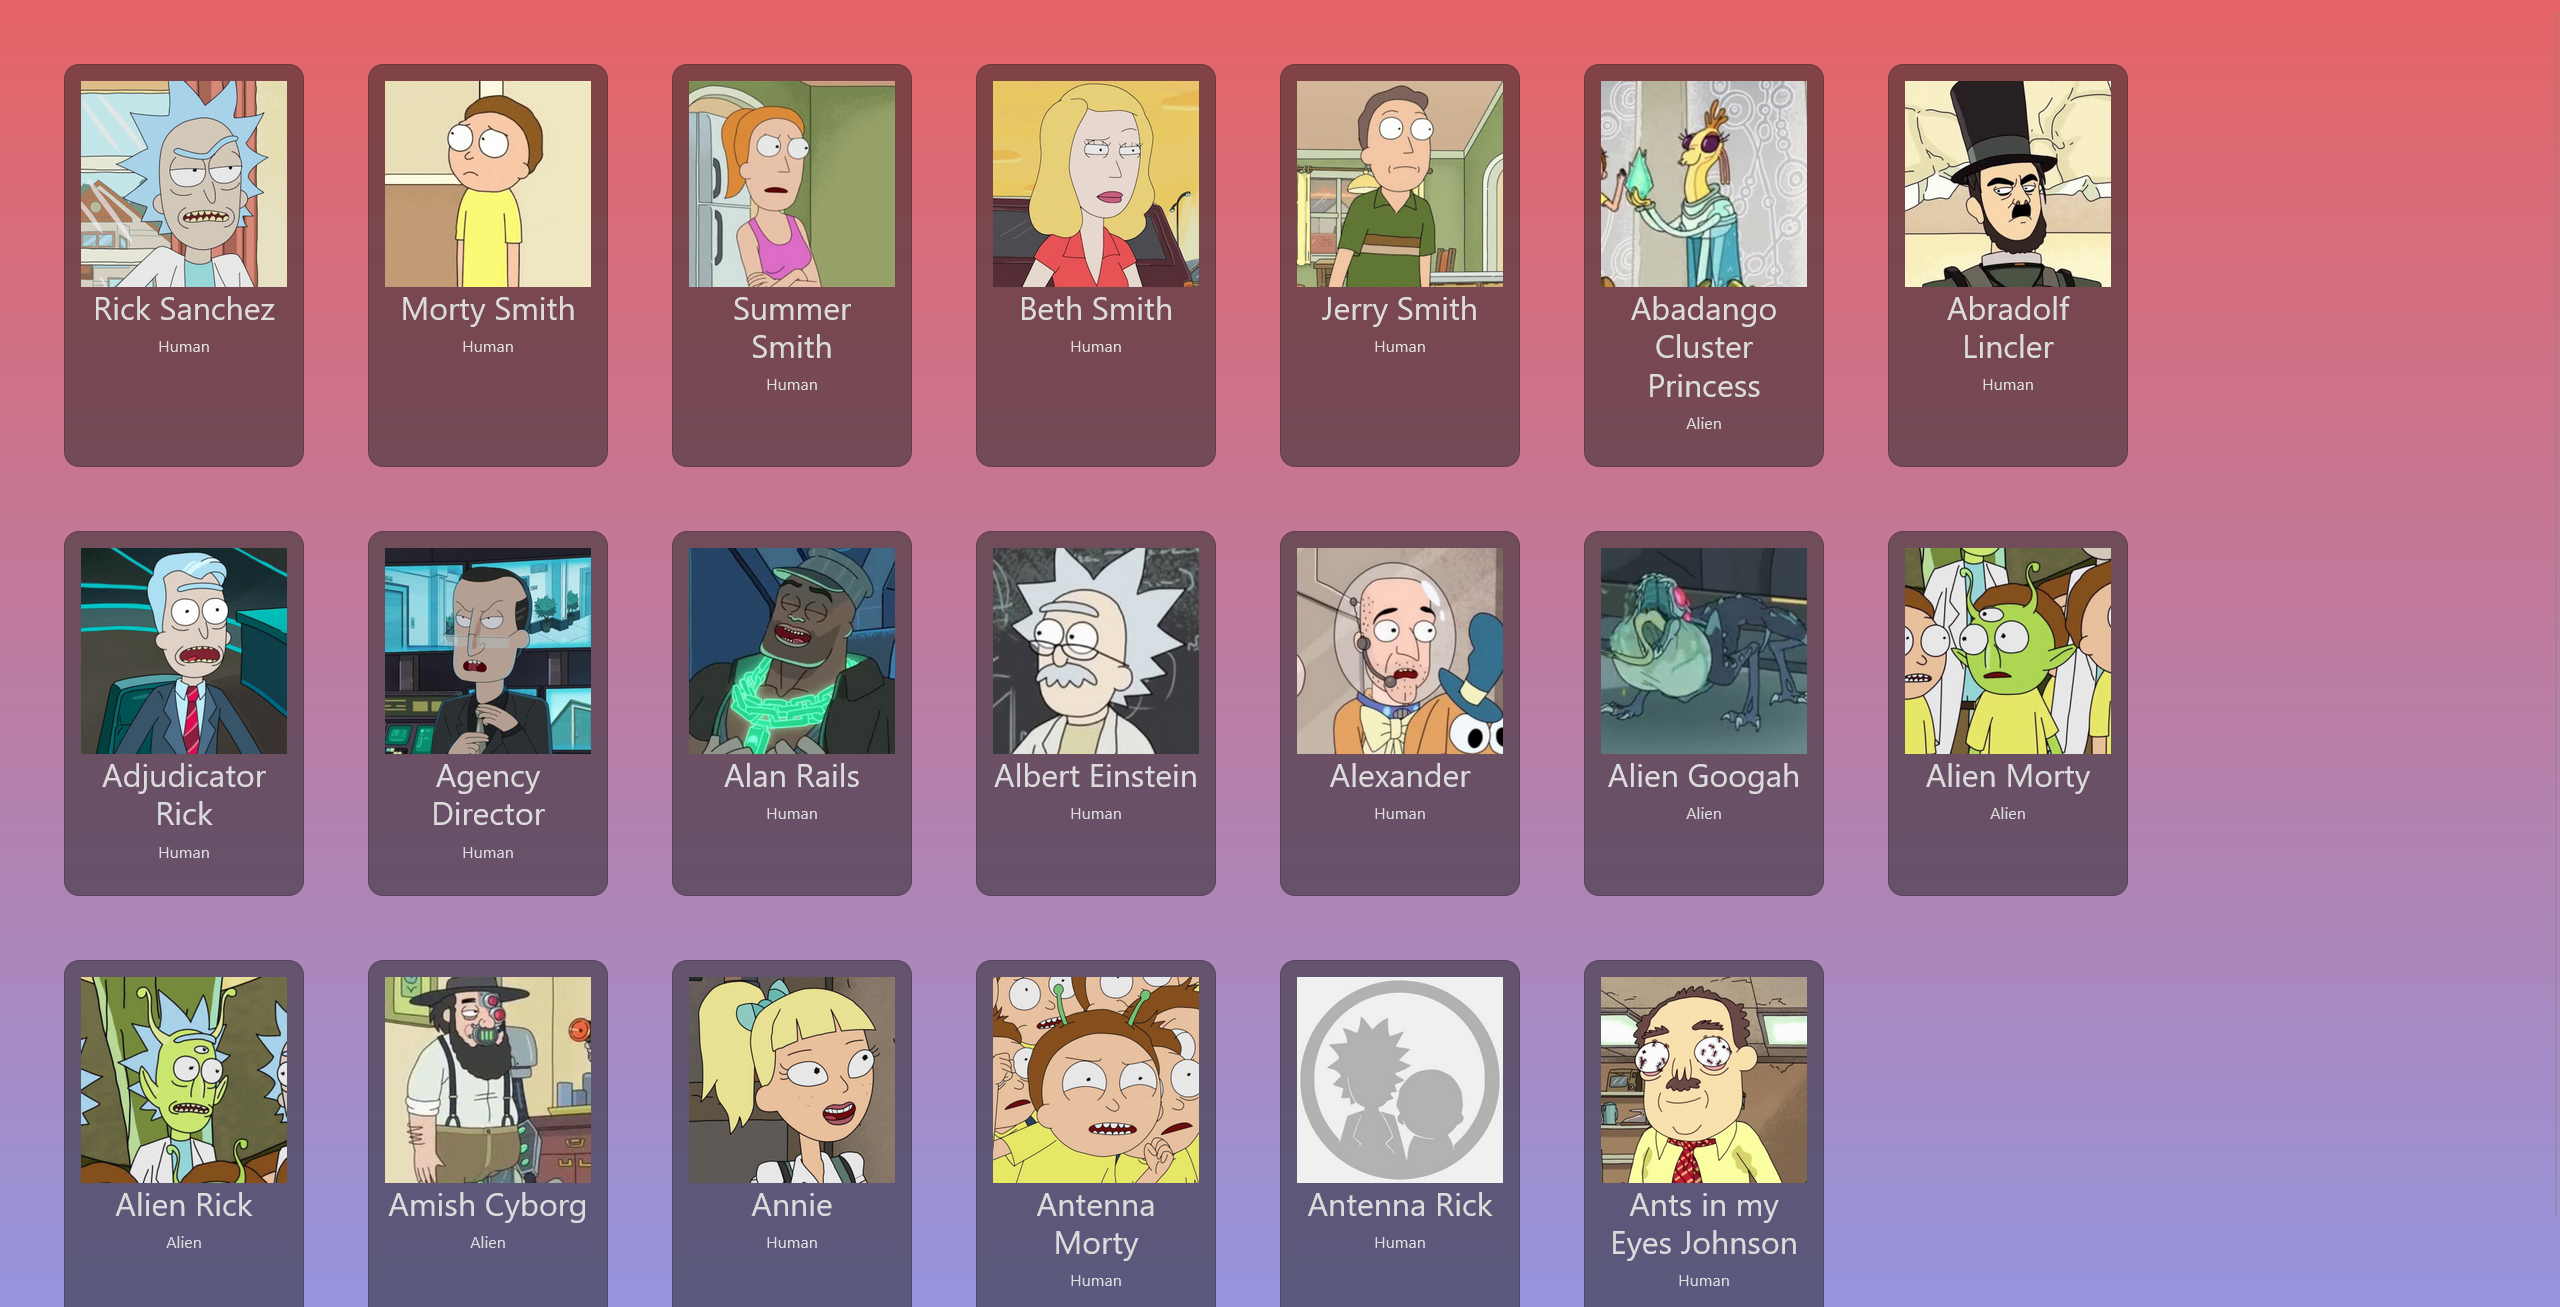 Rick Sanchez
Human
Morty Smith
Human
Summer
Smith
Human
Beth Smith
Human
Jerry Smith
Human
Abadango
Cluster
Princess
Alien
Abradolf
Lincler
Human
Adjudicator
Rick
Human
Agency
Director
Human
Alan Rails
Human
Albert Einstein
Human
Alexander
Human
Alien Googah
Alien
Alien Morty
Alien
Alien Rick
Alien
Amish Cyborg
Alien
Annie
Human
Antenna
Morty
Human
Antenna Rick
Human
Ants in my
Eyes Johnson
Human